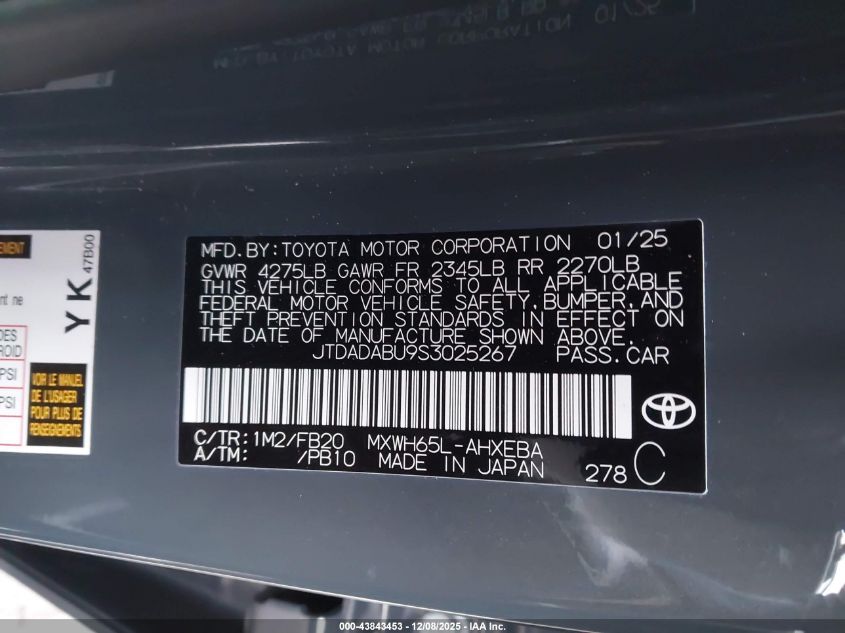 MFD. BY: TOYOTA MOTOR CORPORATION 01/25
GVWR 4275LB GAWR FR 2345LB RR 2270LB
THIS VEHICLE CONFORMS TO ALL APPLICABLE
FEDERAL MOTOR VEHICLE SAFETY, BUMPER, AND
THEFT PREVENTION STANDARDS IN EFFECT ON
THE DATE OF MANUFACTURE SHOWN ABOVE.
JTDADABU9S3025267 PASS. CAR
C/TR: 1M2/FB20 MXWH65L-AHXEBA
A/TM: /PB10 MADE IN JAPAN
278 C
YK
47B00
PSI
PSI
VOIR LE MANUEL
DE L'USAGER
POUR PLUS DE
RENSEIGNEMENTS
000-43843453 - 12/08/2025 - www.iaai.com